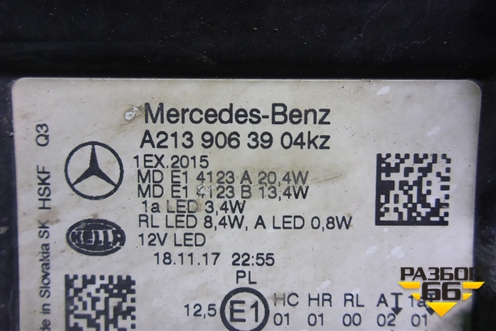 Mercedes-Benz
A213 906 39 04kz
1EX.2015
MD E1 4123 A 20,4W
MD E1 4123 B 13,4W
1a LED 3,4W
RL LED 8,4W, A LED 0,8W
12V LED
18.11.17 22:55
PL
12,5 E1 HC HR RL AT 1a
01 01 00 02 01
HSKF Q3
de in Slovakia SK
HELLA
РАЗБОР
66